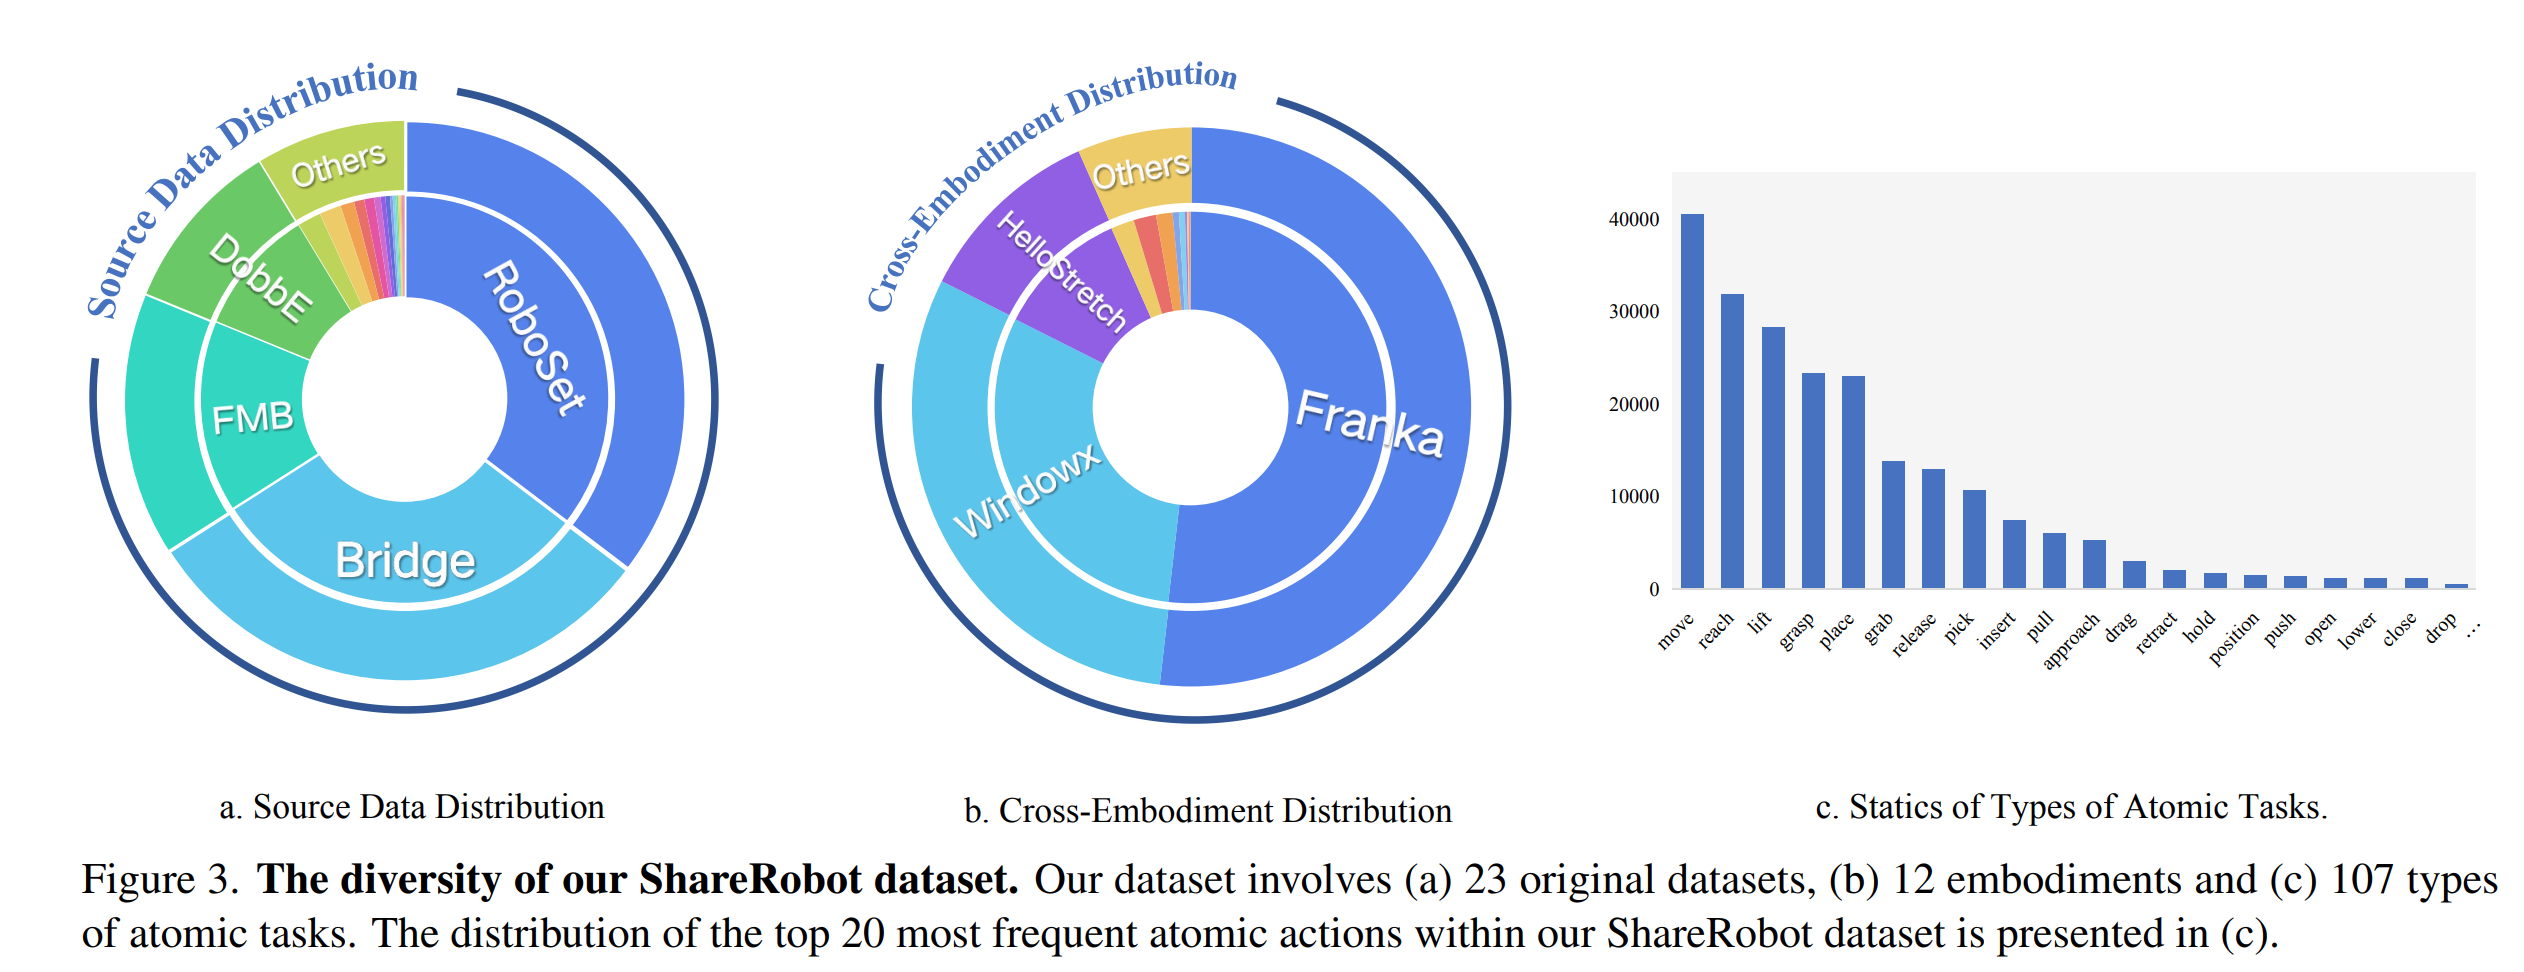 Source Data Distribution
Others
DobbE
RoboSet
FMB
Bridge
a. Source Data Distribution
Cross-Embodiment Distribution
Others
HelloStretch
Franka
Windowx
b. Cross-Embodiment Distribution
40000
30000
20000
10000
0
move reach lift grasp place grab release pick insert pull approach drag retract hold position push open lower close drop ...
c. Statics of Types of Atomic Tasks.
Figure 3. The diversity of our ShareRobot dataset. Our dataset involves (a) 23 original datasets, (b) 12 embodiments and (c) 107 types
of atomic tasks. The distribution of the top 20 most frequent atomic actions within our ShareRobot dataset is presented in (c).